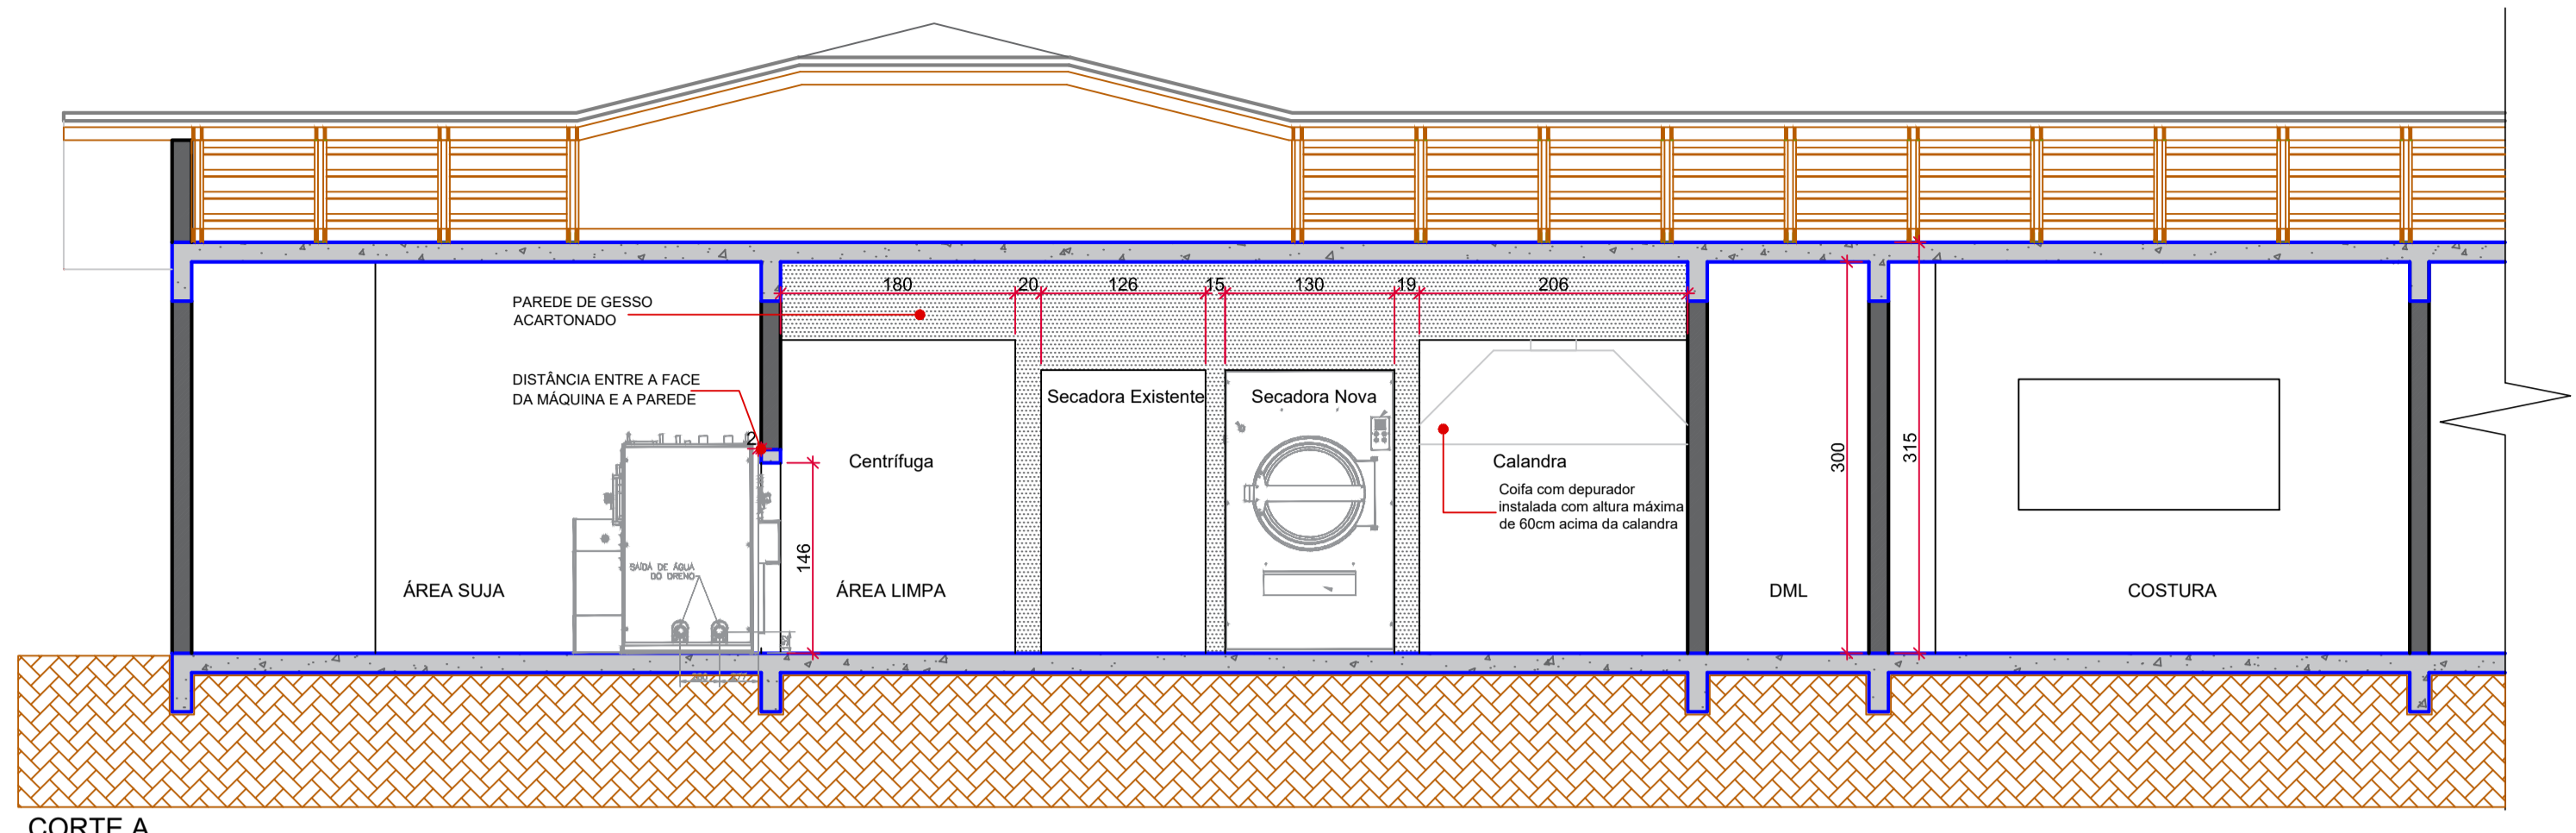 180
20
126
15
130
19
206
PAREDE DE GESSO
ACARTONADO
DISTÂNCIA ENTRE A FACE
DA MÁQUINA E A PAREDE
2
Secadora Existente
Secadora Nova
Centrífuga
Calandra
Coifa com depurador
instalada com altura máxima
de 60cm acima da calandra
300
315
146
SAÍDA DE ÁGUA
DO DRENO
ÁREA SUJA
ÁREA LIMPA
DML
COSTURA
CORTE A